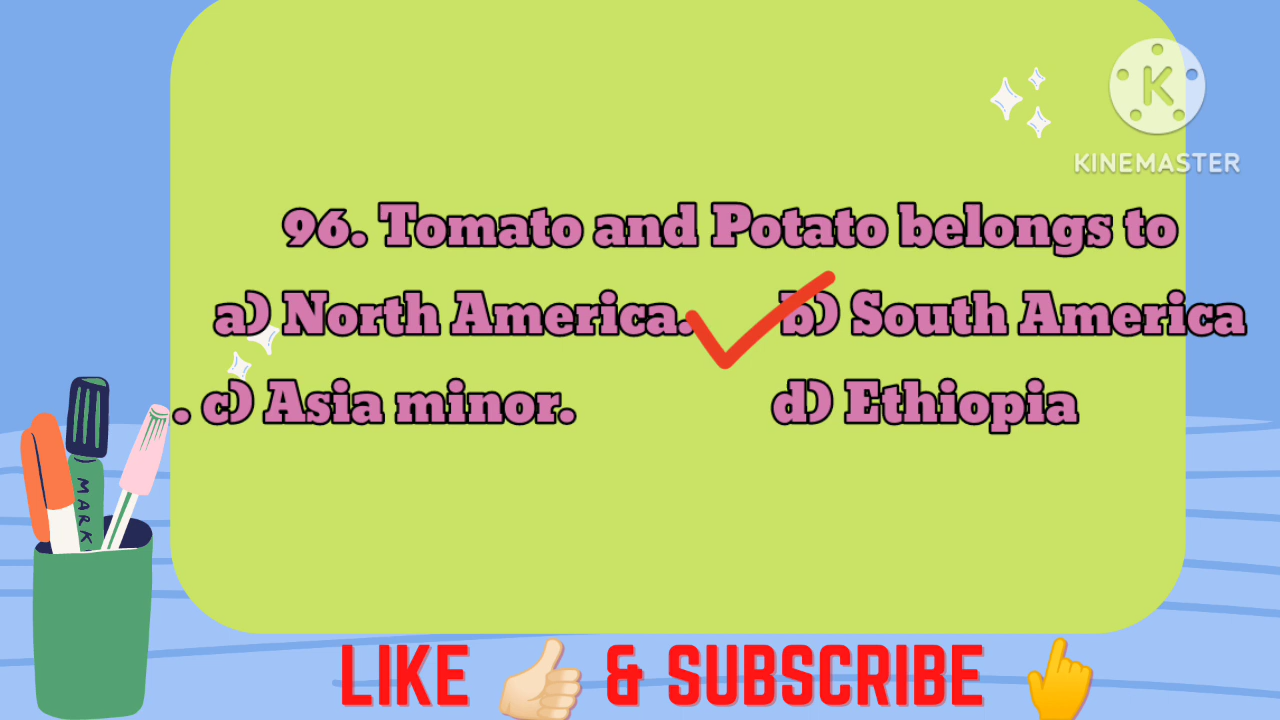 KINEMASTER
96. Tomato and Potato belongs to
a) North America. b) South America
. c) Asia minor. d) Ethiopia
MARK
LIKE & SUBSCRIBE